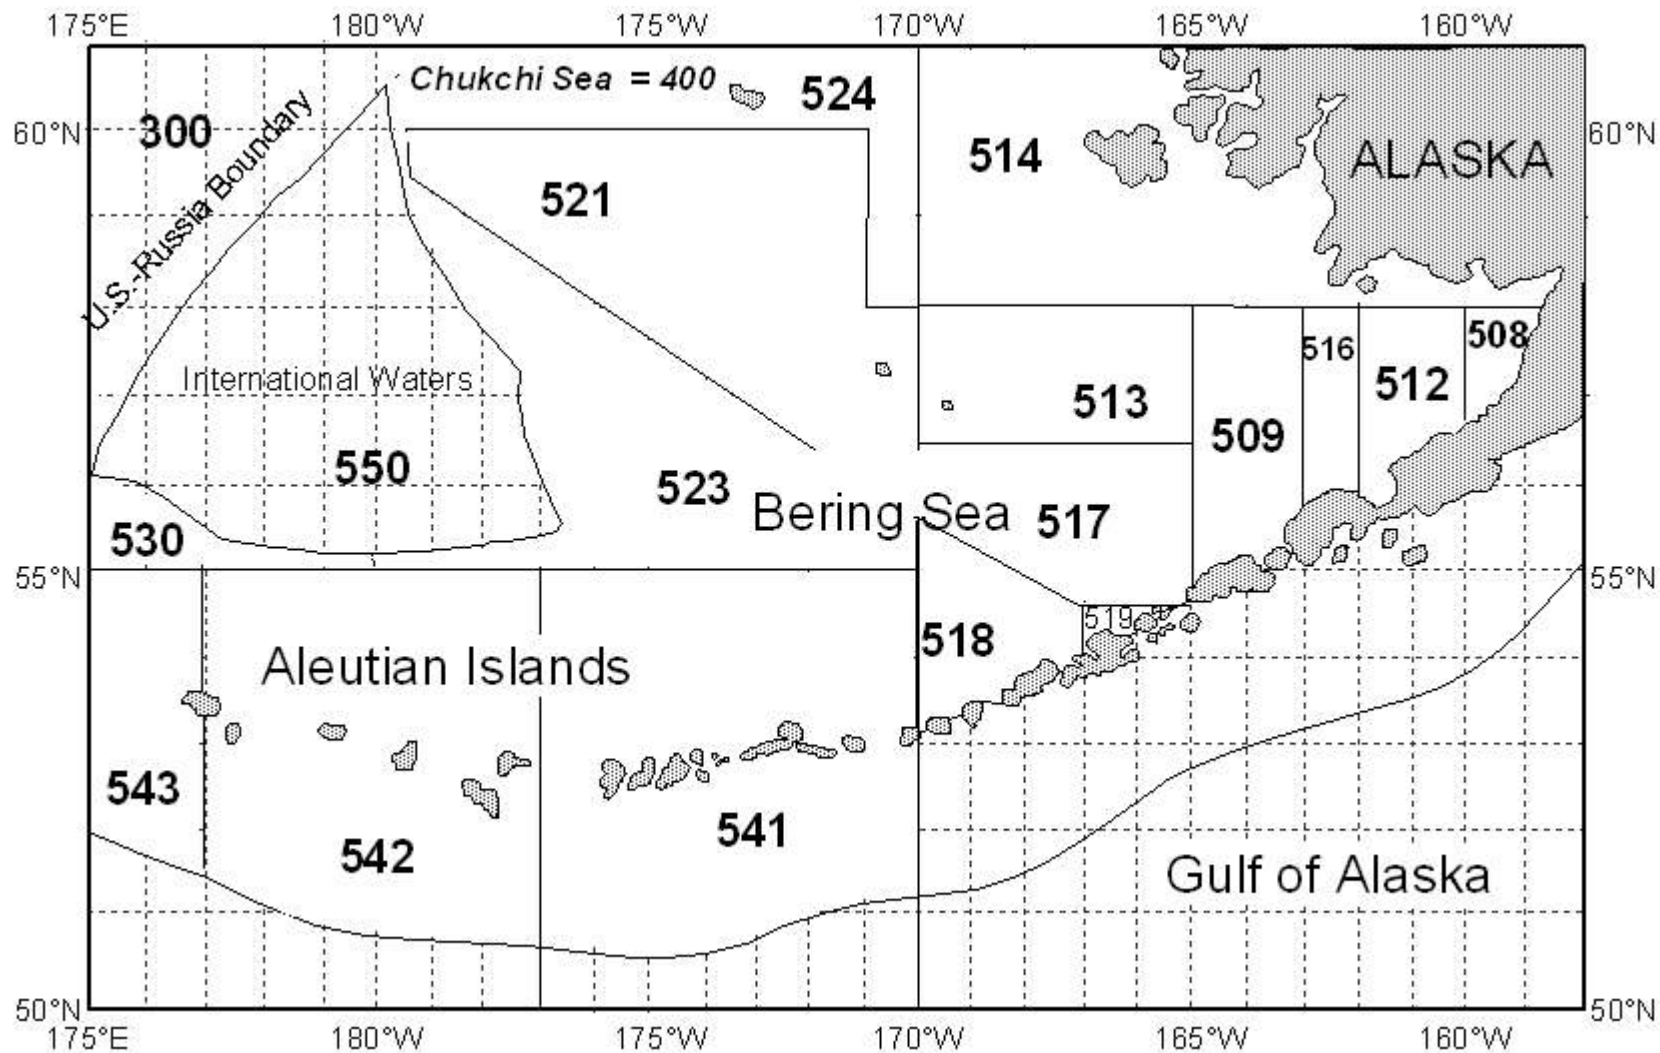 175°E 180°W 175°W 170°W 165°W 160°W
Chukchi Sea = 400
524
300
60°N
60°N
514
ALASKA
U.S.-Russia Boundary
521
508
516
International Waters
512
513
509
550
523
Bering Sea
517
530
55°N
55°N
519
518
Aleutian Islands
543
541
542
Gulf of Alaska
50°N
50°N
175°E 180°W 175°W 170°W 165°W 160°W